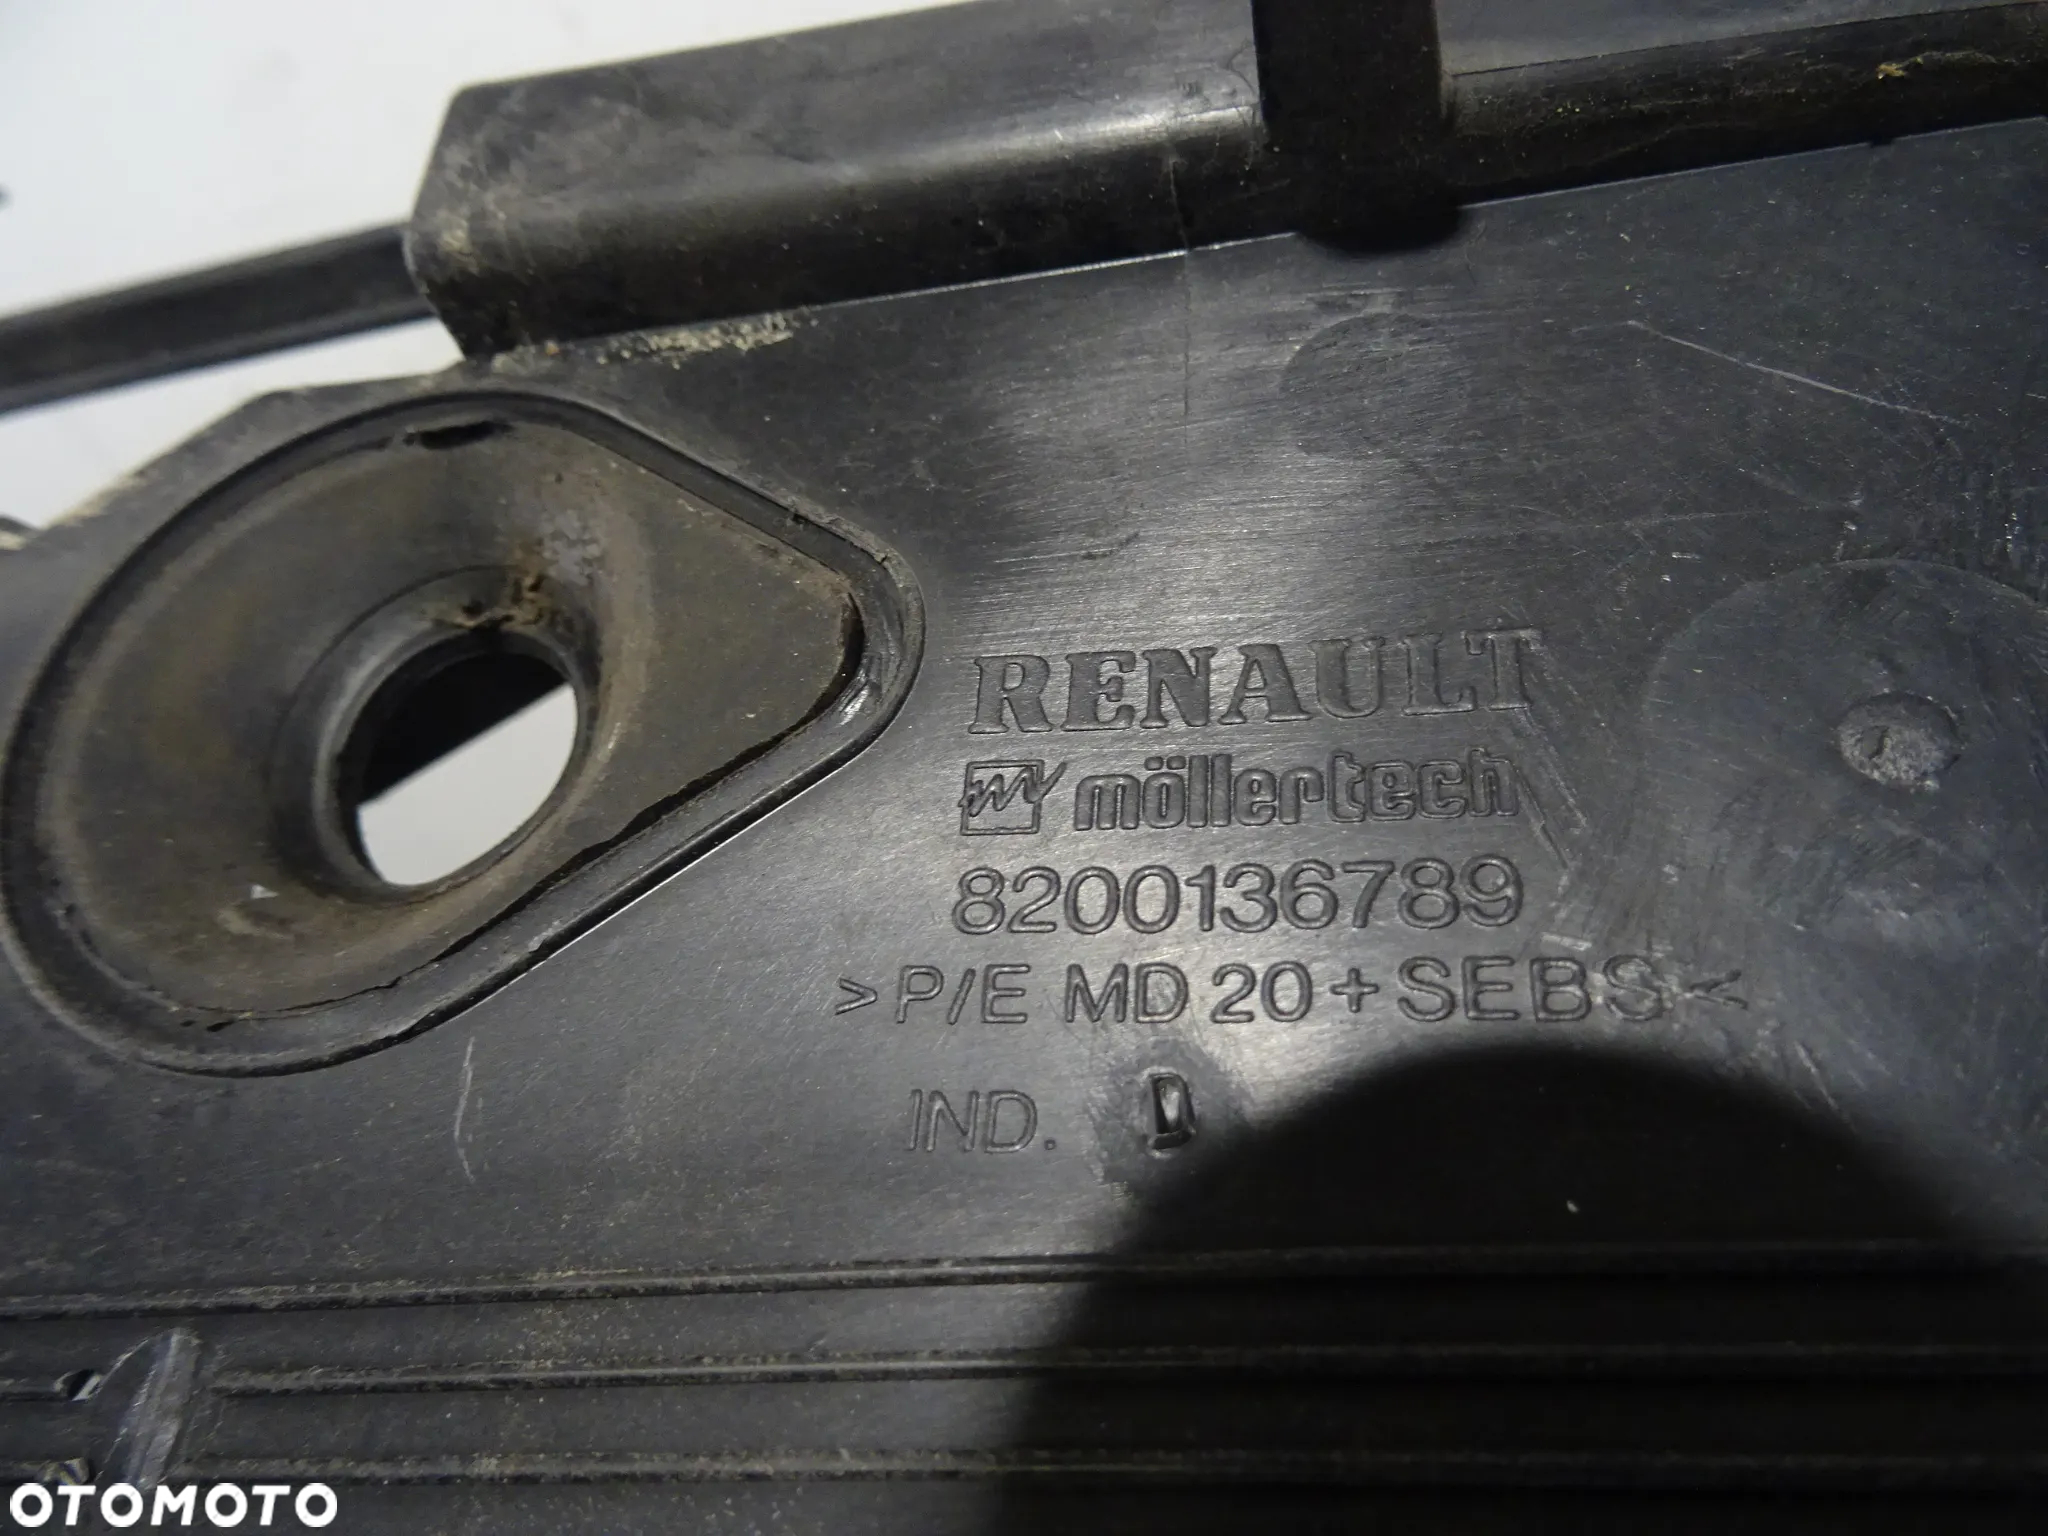 RENAULT
möllertech
8200136789
>P/E MD 20+SEBS<
IND. D
OTOMOTO